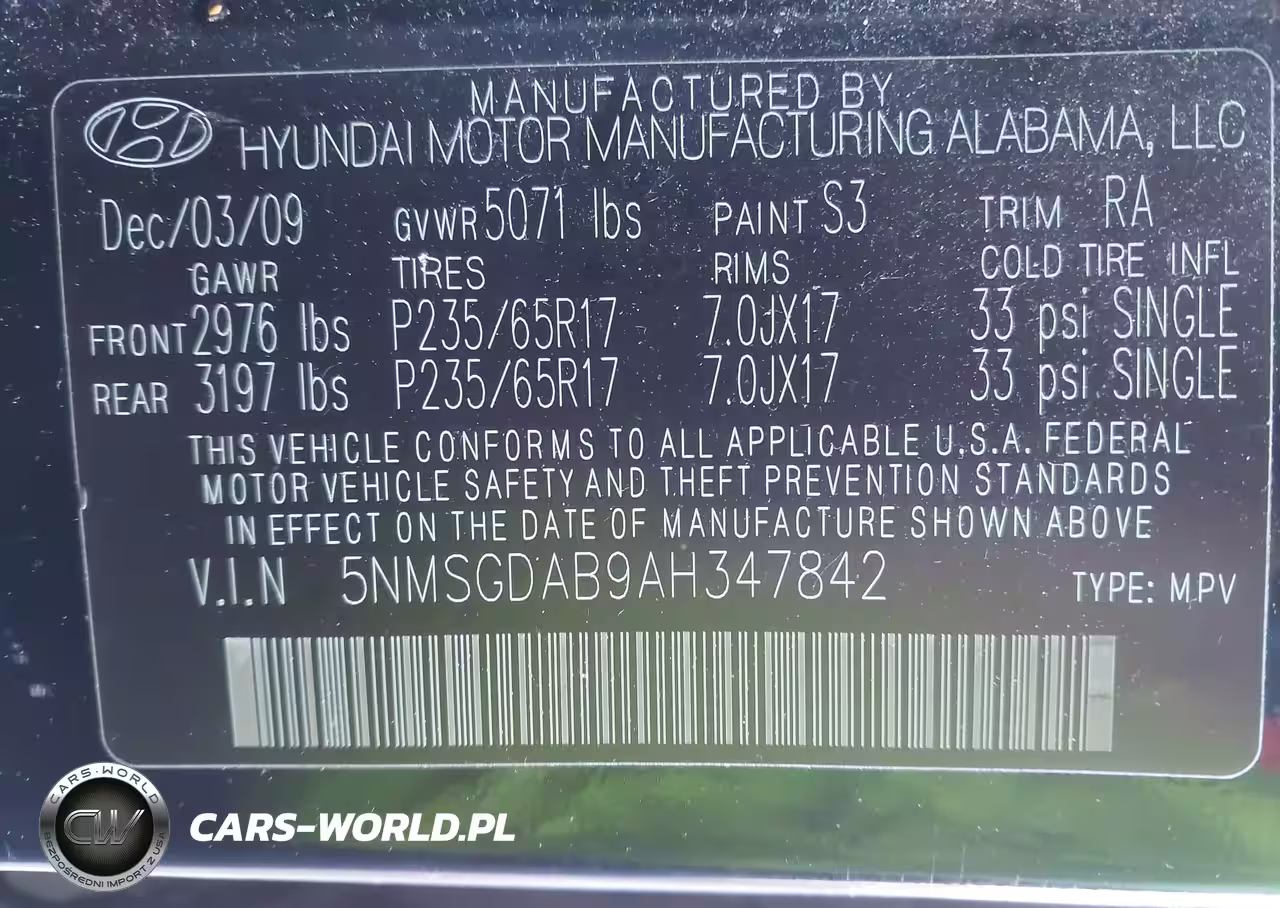 MANUFACTURED BY
HYUNDAI MOTOR MANUFACTURING ALABAMA, LLC
Dec/03/09 GVWR 5071 lbs PAINT S3 TRIM RA
GAWR TIRES RIMS COLD TIRE INFL
FRONT 2976 lbs P235/65R17 7.0JX17 33 psi SINGLE
REAR 3197 lbs P235/65R17 7.0JX17 33 psi SINGLE
THIS VEHICLE CONFORMS TO ALL APPLICABLE U.S.A. FEDERAL
MOTOR VEHICLE SAFETY AND THEFT PREVENTION STANDARDS
IN EFFECT ON THE DATE OF MANUFACTURE SHOWN ABOVE
V.I.N 5NMSGDAB9AH347842 TYPE: MPV
CARS-WORLD
CW
BEZPOŚREDNI IMPORT Z USA
CARS-WORLD.PL